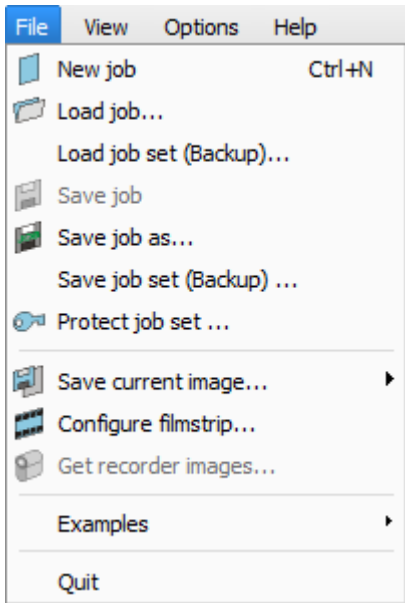 File View Options Help
New job Ctrl+N
Load job...
Load job set (Backup)...
Save job
Save job as...
Save job set (Backup) ...
Protect job set ...
Save current image...
Configure filmstrip...
Get recorder images...
Examples
Quit